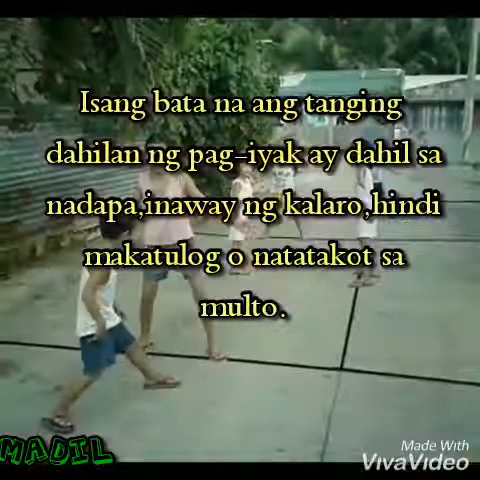 Isang bata na ang tanging
dahilan ng pag-iyak ay dahil sa
nadapa,inaway ng kalaro,hindi
makatulog o natatakot sa
multo.
MADIL
Made With
VivaVideo